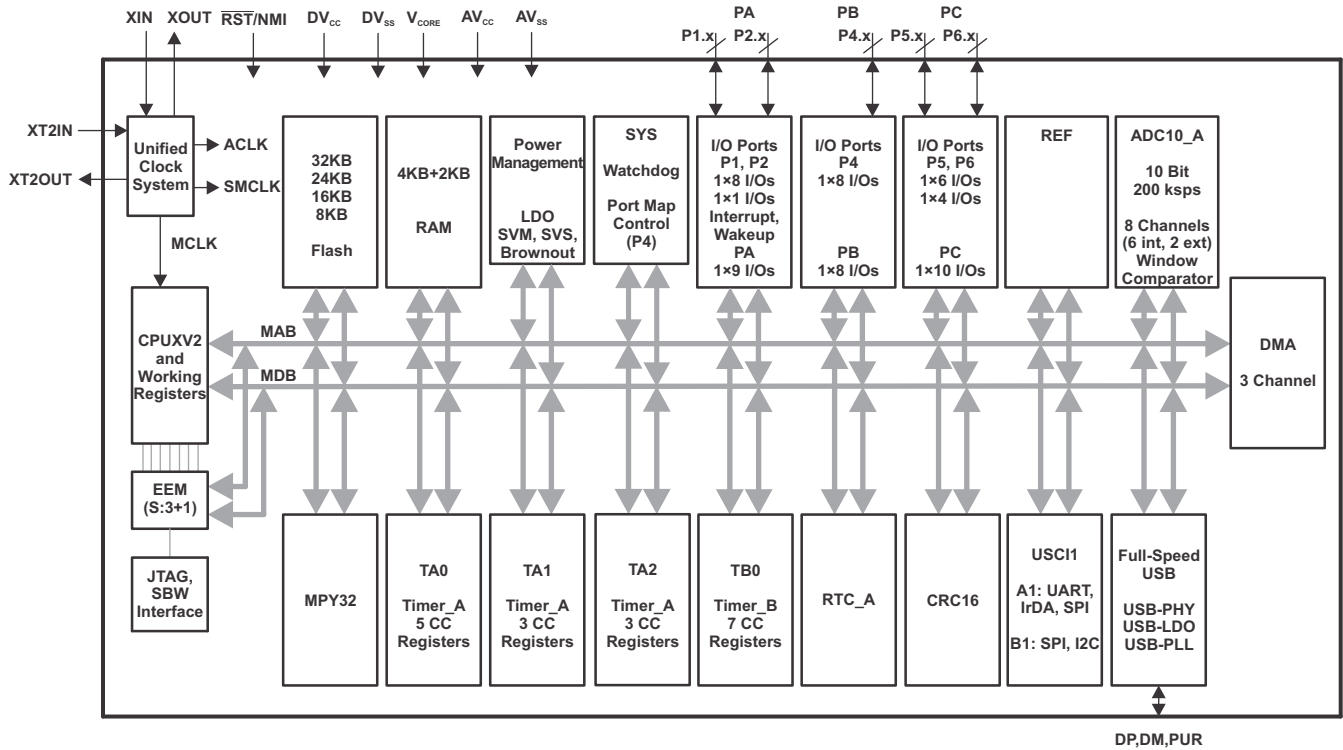 XIN XOUT RST/NMI DVCC DVSS VCORE AVCC AVSS
PA PB PC
P1.x P2.x P4.x P5.x P6.x
XT2IN
XT2OUT
Unified
Clock
System
ACLK
SMCLK
MCLK
32KB
24KB
16KB
8KB
Flash
4KB+2KB
RAM
Power
Management
LDO
SVM, SVS,
Brownout
SYS
Watchdog
Port Map
Control
(P4)
I/O Ports
P1, P2
1×8 I/Os
1×1 I/Os
Interrupt,
Wakeup
PA
1×9 I/Os
I/O Ports
P4
1×8 I/Os
PB
1×8 I/Os
I/O Ports
P5, P6
1×6 I/Os
1×4 I/Os
PC
1×10 I/Os
REF
ADC10_A
10 Bit
200 ksps
8 Channels
(6 int, 2 ext)
Window
Comparator
CPUXV2
and
Working
Registers
MAB
MDB
DMA
3 Channel
EEM
(S:3+1)
JTAG,
SBW
Interface
MPY32
TA0
Timer_A
5 CC
Registers
TA1
Timer_A
3 CC
Registers
TA2
Timer_A
3 CC
Registers
TB0
Timer_B
7 CC
Registers
RTC_A
CRC16
USCI1
A1: UART,
IrDA, SPI
B1: SPI, I2C
Full-Speed
USB
USB-PHY
USB-LDO
USB-PLL
DP,DM,PUR